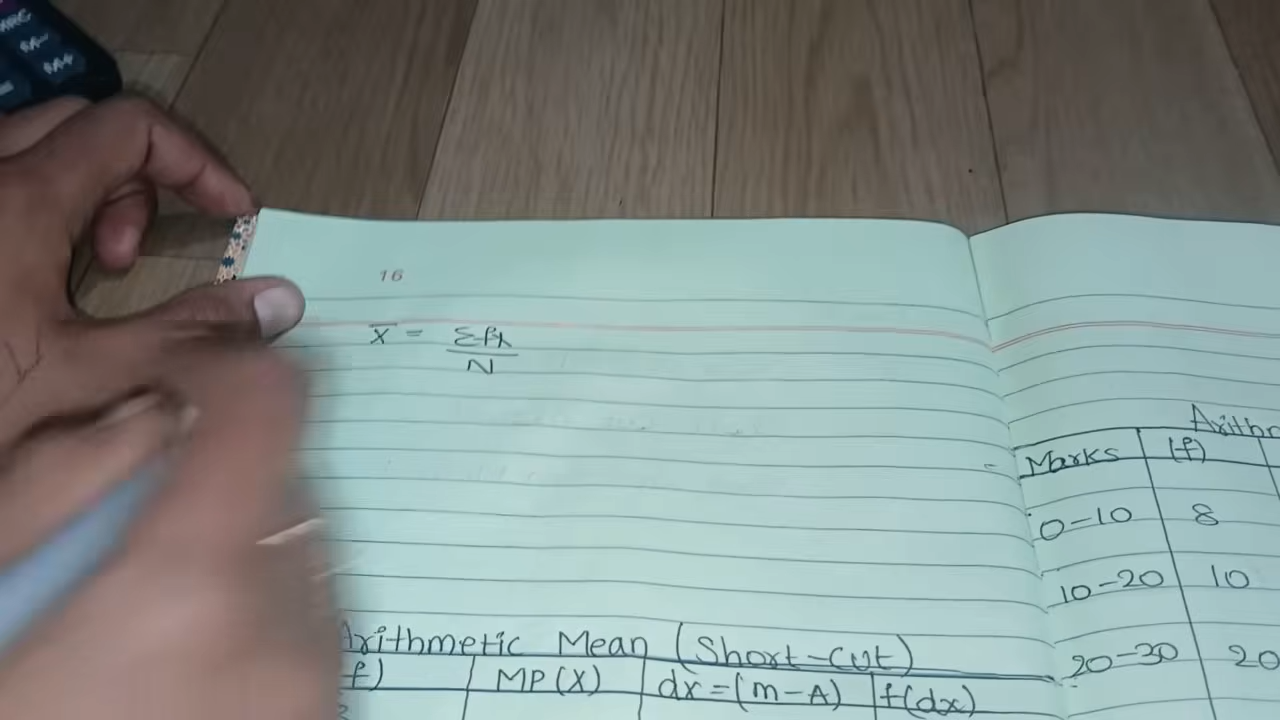 MRC
M-
M+
16
x̄ = Σfx
N
Arithmetic Mean (Short-cut)
f) MP(X) dx=(m-A) f(dx)
Marks (f)
0-10 8
10-20 10
20-30 20